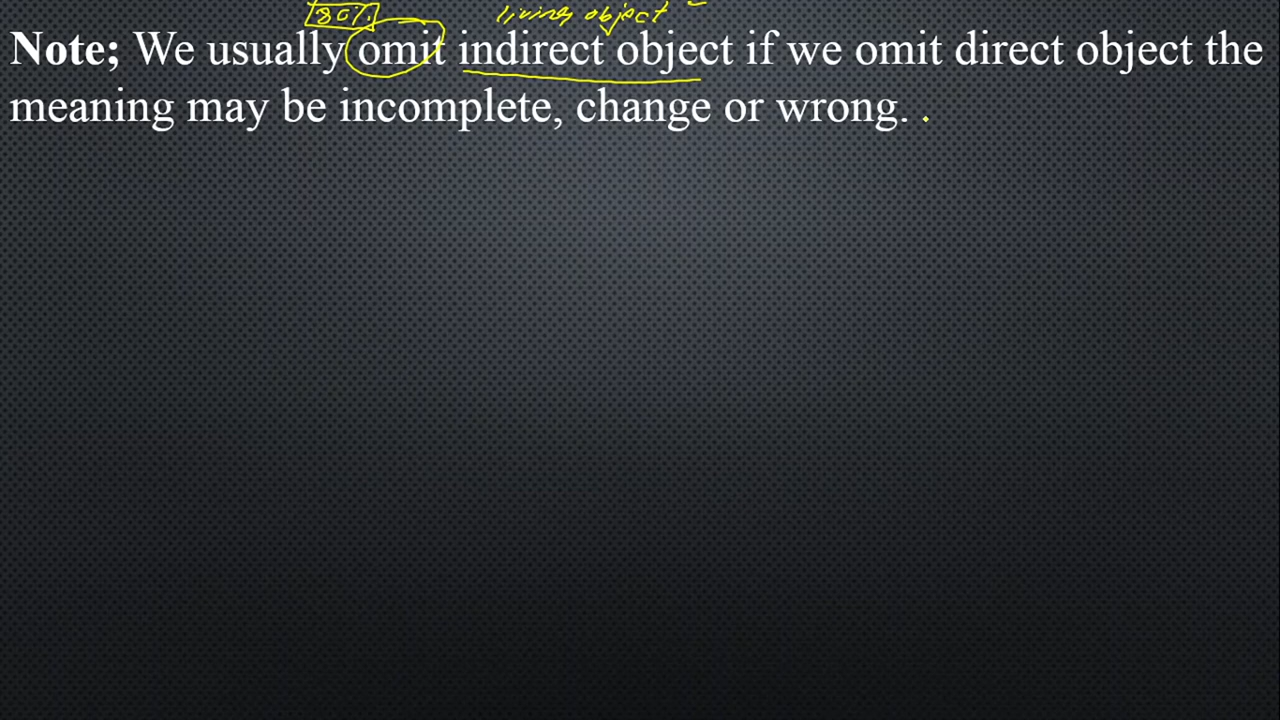 80%
living object
Note; We usually omit indirect object if we omit direct object the
meaning may be incomplete, change or wrong. .